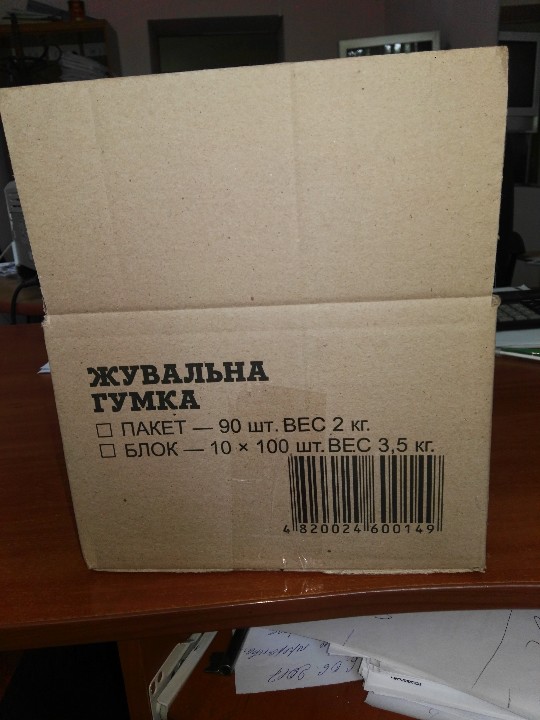 ЖУВАЛЬНА
ГУМКА
ПАКЕТ — 90 шт. ВЕС 2 кг.
БЛОК — 10 × 100 шт. ВЕС 3,5 кг.
4 820024 600149